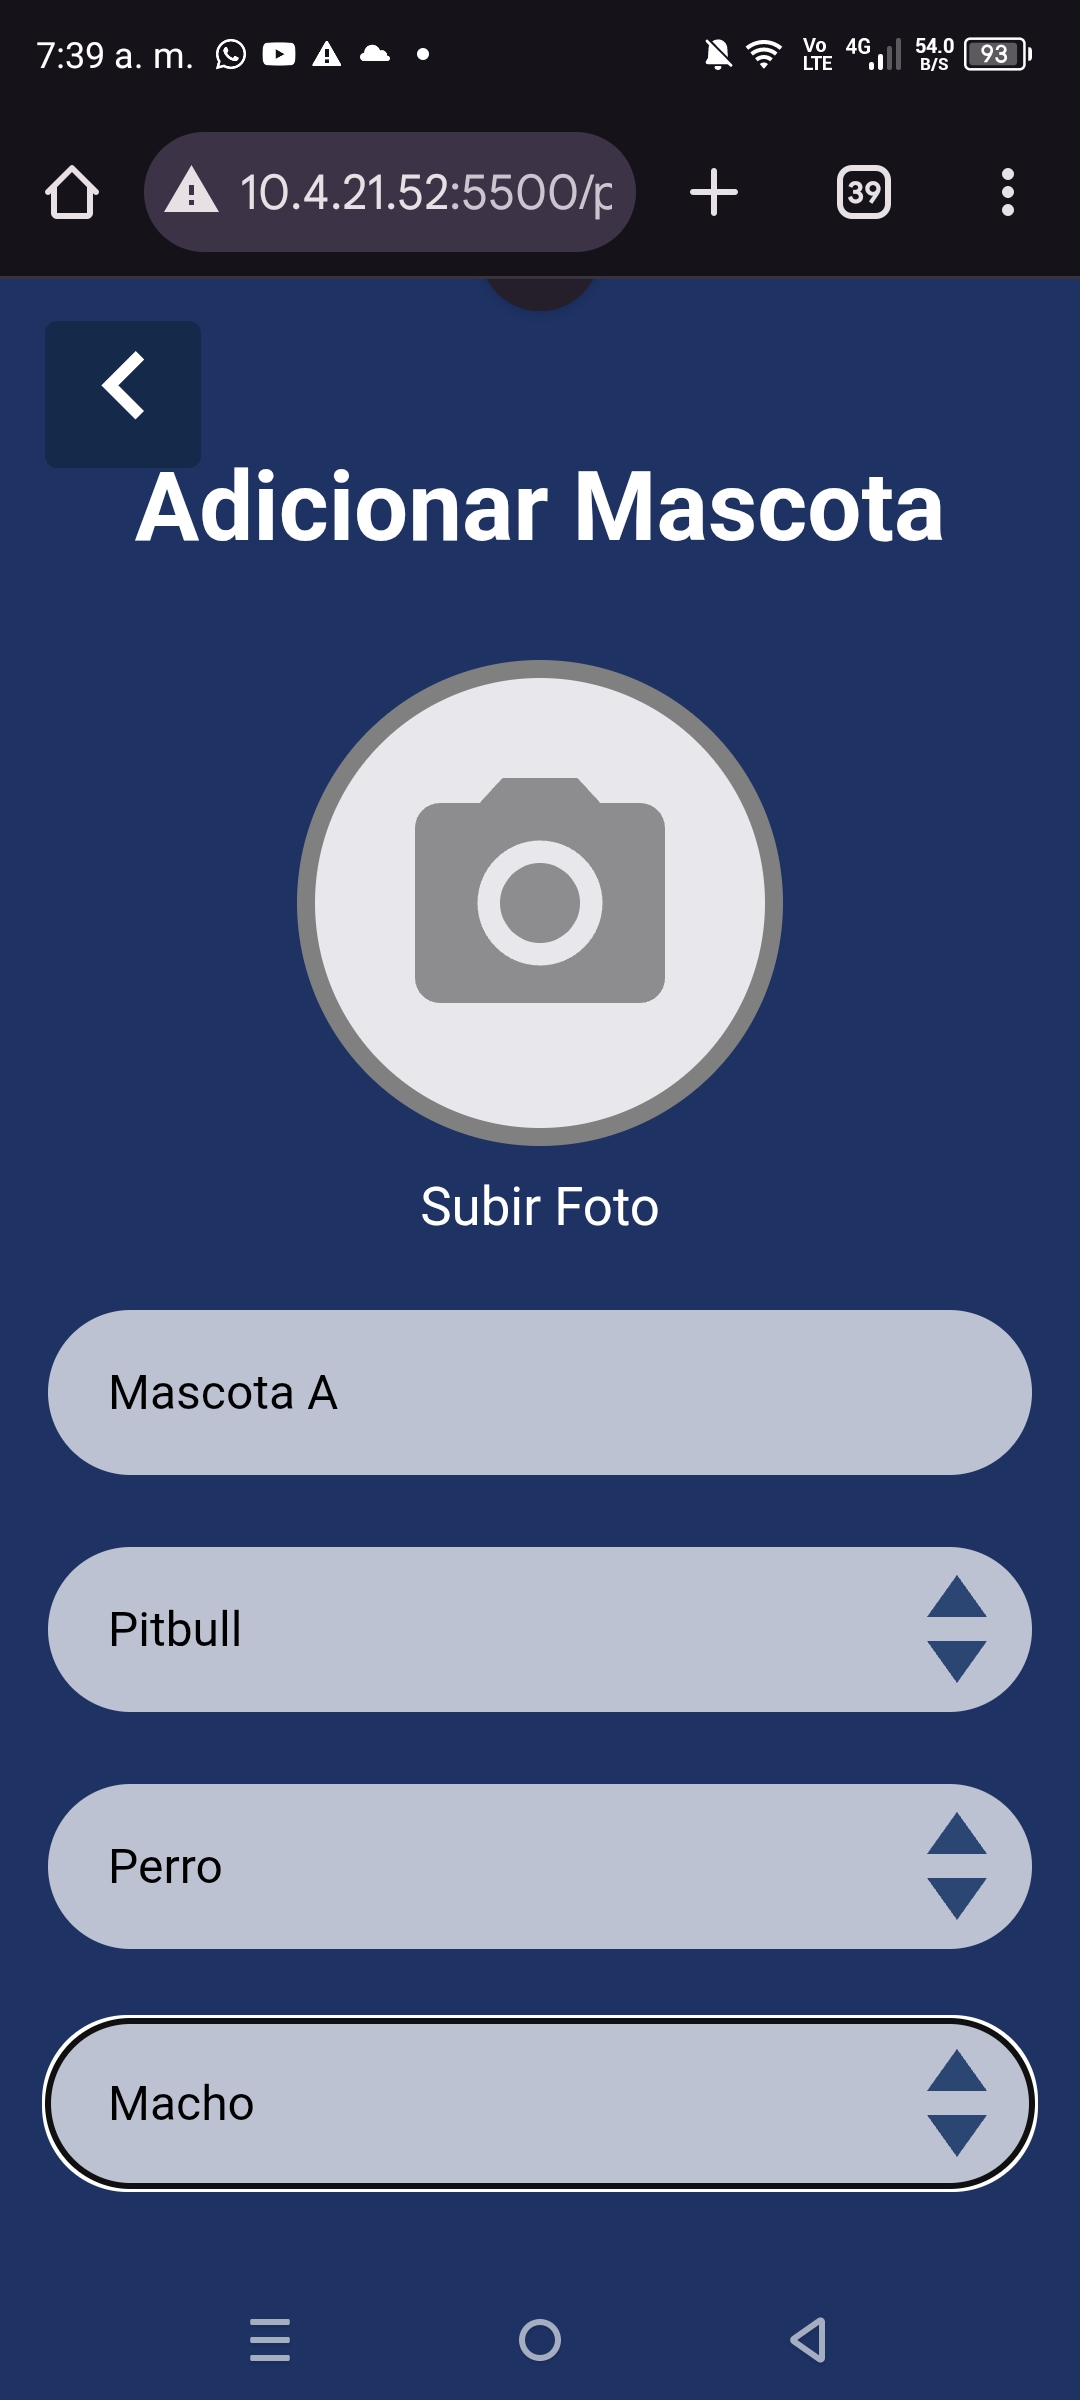 7:39 a. m.
Vo LTE 4G 54.0 B/S 93
10.4.21.52:5500/p
39
Adicionar Mascota
Subir Foto
Mascota A
Pitbull
Perro
Macho